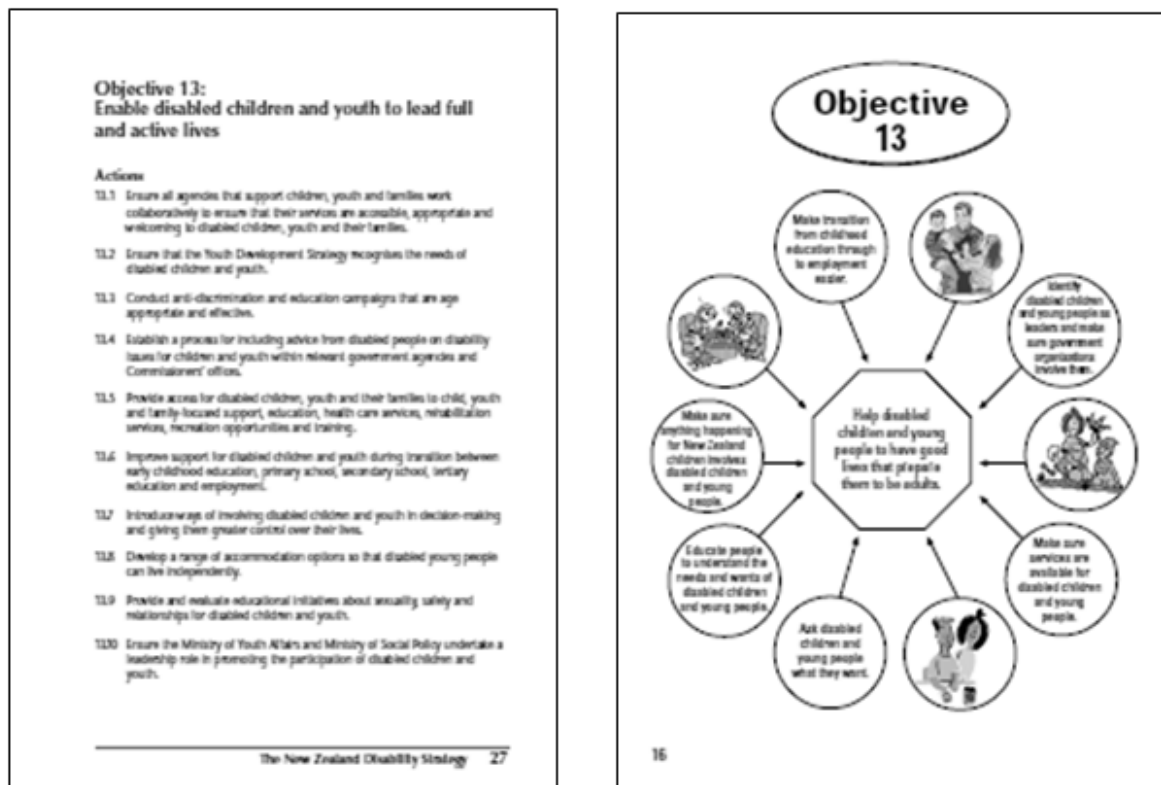 Objective 13:
Enable disabled children and youth to lead full
and active lives
Actions
13.1 Ensure all agencies that support children, youth and families work
collaboratively to ensure that their services are accessible, appropriate and
welcoming to disabled children, youth and their families.
13.2 Ensure that the Youth Development Strategy recognises the needs of
disabled children and youth.
13.3 Conduct anti-discrimination and education campaigns that are age
appropriate and effective.
13.4 Establish a process for including advice from disabled people on disability
issues for children and youth within relevant government agencies and
Commissioners' offices.
13.5 Provide access for disabled children, youth and their families to child, youth
and family-focused support, education, health care services, rehabilitation
services, recreation opportunities and training.
13.6 Improve support for disabled children and youth during transition between
early childhood education, primary school, secondary school, tertiary
education and employment.
13.7 Introduce ways of involving disabled children and youth in decision-making
and giving them greater control over their lives.
13.8 Develop a range of accommodation options so that disabled young people
can live independently.
13.9 Provide and evaluate educational initiatives about sexuality, safety and
relationships for disabled children and youth.
13.10 Ensure the Ministry of Youth Affairs and Ministry of Social Policy undertake a
leadership role in promoting the participation of disabled children and
youth.
The New Zealand Disability Strategy 27
Objective
13
Make transition
from childhood
education through
to employment
easier.
Identify
disabled children
and young people as
leaders and make
sure government
organisations
involve them.
Make sure
anything happening
for New Zealand
children involves
disabled children
and young
people.
Help disabled
children and young
people to have good
lives that prepare
them to be adults.
Educate people
to understand the
needs and wants of
disabled children
and young people.
Make sure
services are
available for
disabled children
and young
people.
Ask disabled
children and
young people
what they want.
16